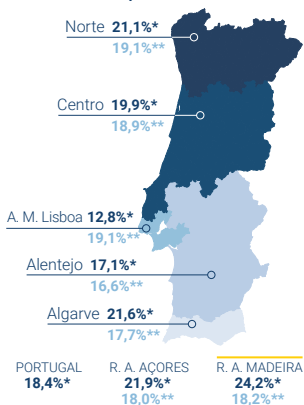 Norte 21,1%*
19,1%**
Centro 19,9%*
18,9%**
A. M. Lisboa 12,8%*
19,1%**
Alentejo 17,1%*
16,6%**
Algarve 21,6%*
17,7%**
PORTUGAL R. A. AÇORES R. A. MADEIRA
18,4%* 21,9%* 24,2%*
18,0%** 18,2%**